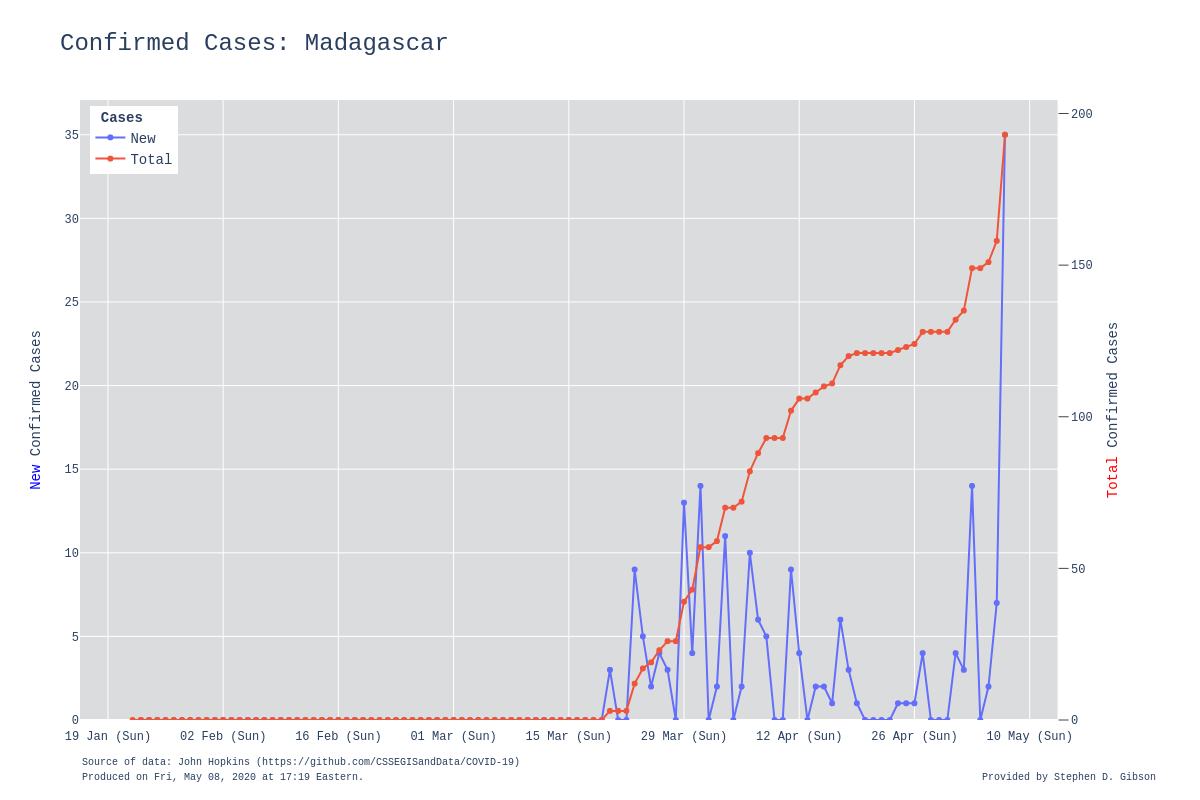 Confirmed Cases: Madagascar
Cases
New
Total
35
30
25
20
15
10
5
0
New Confirmed Cases
200
150
100
50
0
Total Confirmed Cases
19 Jan (Sun) 02 Feb (Sun) 16 Feb (Sun) 01 Mar (Sun) 15 Mar (Sun) 29 Mar (Sun) 12 Apr (Sun) 26 Apr (Sun) 10 May (Sun)
Source of data: John Hopkins (https://github.com/CSSEGISandData/COVID-19)
Produced on Fri, May 08, 2020 at 17:19 Eastern.
Provided by Stephen D. Gibson